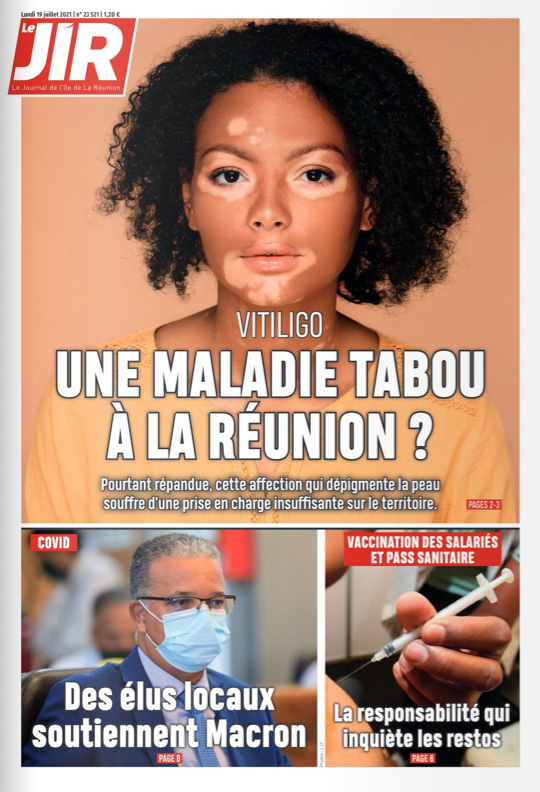 Lundi 19 juillet 2021 | n° 23 521 | 1,20 €
Le
JIR
Le Journal de l'île de La Réunion
VITILIGO
UNE MALADIE TABOU
À LA RÉUNION ?
Pourtant répandue, cette affection qui dépigmente la peau
souffre d'une prise en charge insuffisante sur le territoire.
PAGES 2-3
COVID
Des élus locaux
soutiennent Macron
PAGE 8
VACCINATION DES SALARIÉS
ET PASS SANITAIRE
La responsabilité qui
inquiète les restos
PAGE 6